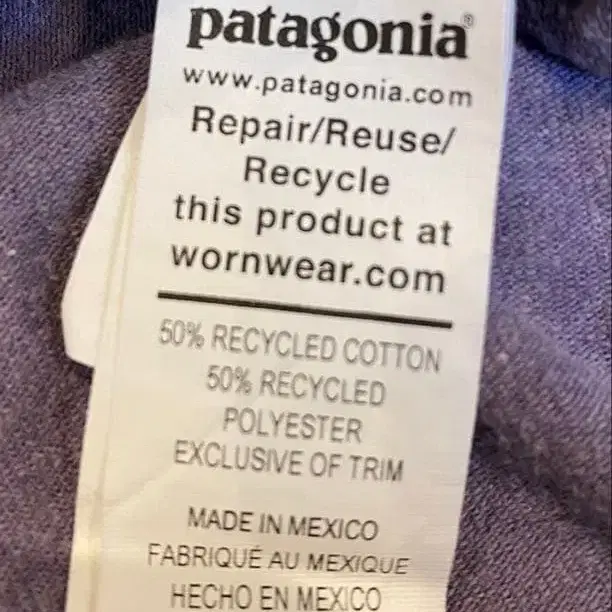 patagonia®
www.patagonia.com
Repair/Reuse/
Recycle
this product at
wornwear.com
50% RECYCLED COTTON
50% RECYCLED
POLYESTER
EXCLUSIVE OF TRIM
MADE IN MEXICO
FABRIQUÉ AU MEXIQUE
HECHO EN MÉXICO